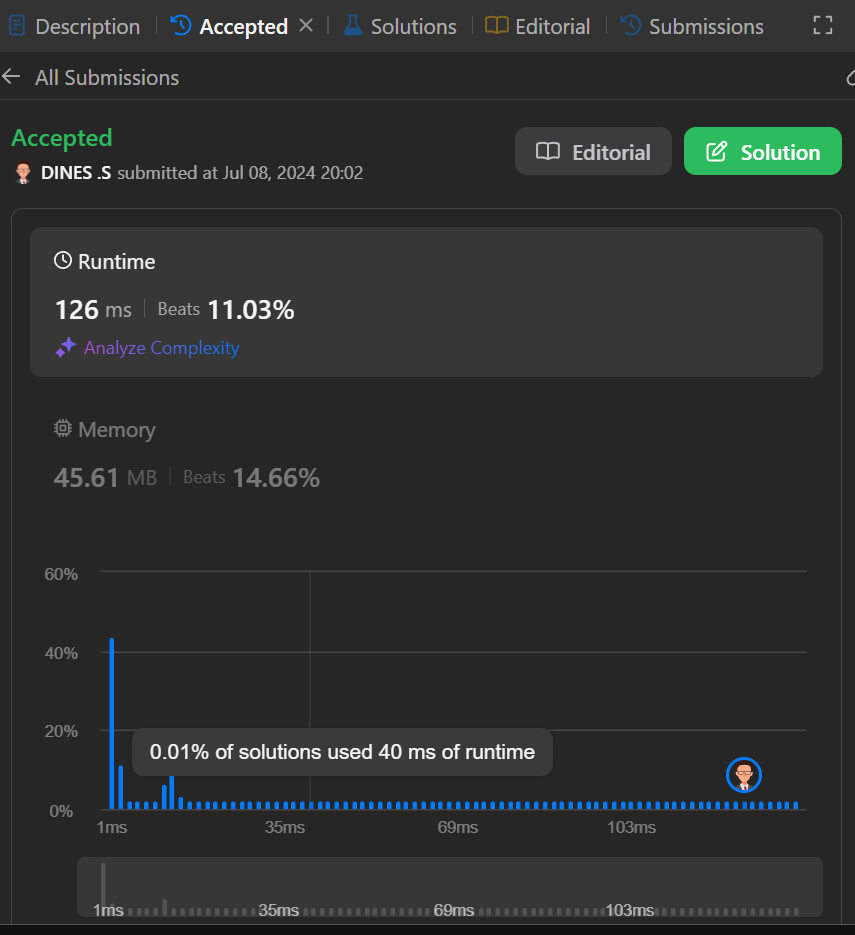 Description
Accepted
Solutions
Editorial
Submissions
All Submissions
Accepted
DINES .S submitted at Jul 08, 2024 20:02
Editorial
Solution
Runtime
126 ms
Beats 11.03%
Analyze Complexity
Memory
45.61 MB
Beats 14.66%
60%
40%
20%
0%
0.01% of solutions used 40 ms of runtime
1ms 35ms 69ms 103ms
1ms 35ms 69ms 103ms